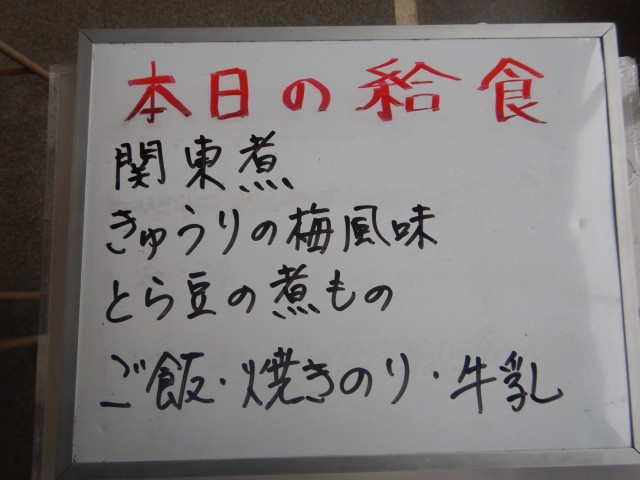 本日の給食
関東煮
きゅうりの梅風味
とら豆の煮もの
ご飯・焼きのり・牛乳